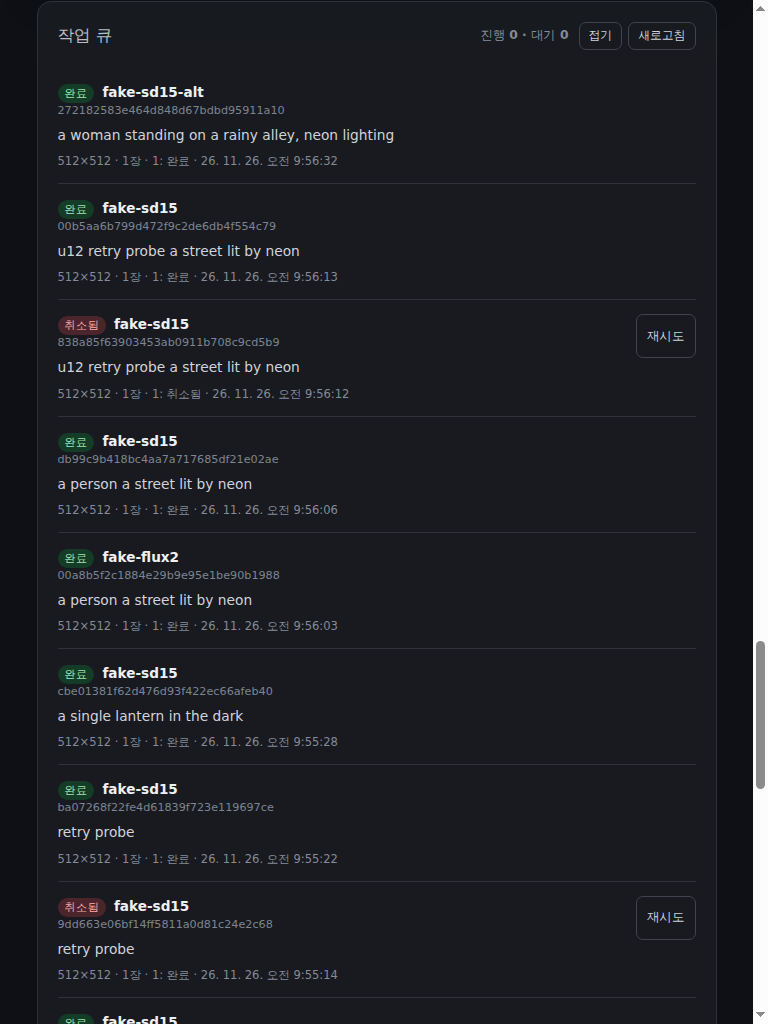 작업 큐
진행 0 · 대기 0 접기 새로고침
완료 fake-sd15-alt
272182583e464d848d67bdbd95911a10
a woman standing on a rainy alley, neon lighting
512×512 · 1장 · 1: 완료 · 26. 11. 26. 오전 9:56:32
완료 fake-sd15
00b5aa6b799d472f9c2de6db4f554c79
u12 retry probe a street lit by neon
512×512 · 1장 · 1: 완료 · 26. 11. 26. 오전 9:56:13
취소됨 fake-sd15
재시도
838a85f63903453ab0911b708c9cd5b9
u12 retry probe a street lit by neon
512×512 · 1장 · 1: 취소됨 · 26. 11. 26. 오전 9:56:12
완료 fake-sd15
db99c9b418bc4aa7a717685df21e02ae
a person a street lit by neon
512×512 · 1장 · 1: 완료 · 26. 11. 26. 오전 9:56:06
완료 fake-flux2
00a8b5f2c1884e29b9e95e1be90b1988
a person a street lit by neon
512×512 · 1장 · 1: 완료 · 26. 11. 26. 오전 9:56:03
완료 fake-sd15
cbe01381f62d476d93f422ec66afeb40
a single lantern in the dark
512×512 · 1장 · 1: 완료 · 26. 11. 26. 오전 9:55:28
완료 fake-sd15
ba07268f22fe4d61839f723e119697ce
retry probe
512×512 · 1장 · 1: 완료 · 26. 11. 26. 오전 9:55:22
취소됨 fake-sd15
재시도
9dd663e06bf14ff5811a0d81c24e2c68
retry probe
512×512 · 1장 · 1: 완료 · 26. 11. 26. 오전 9:55:14
완료 fake-sd15